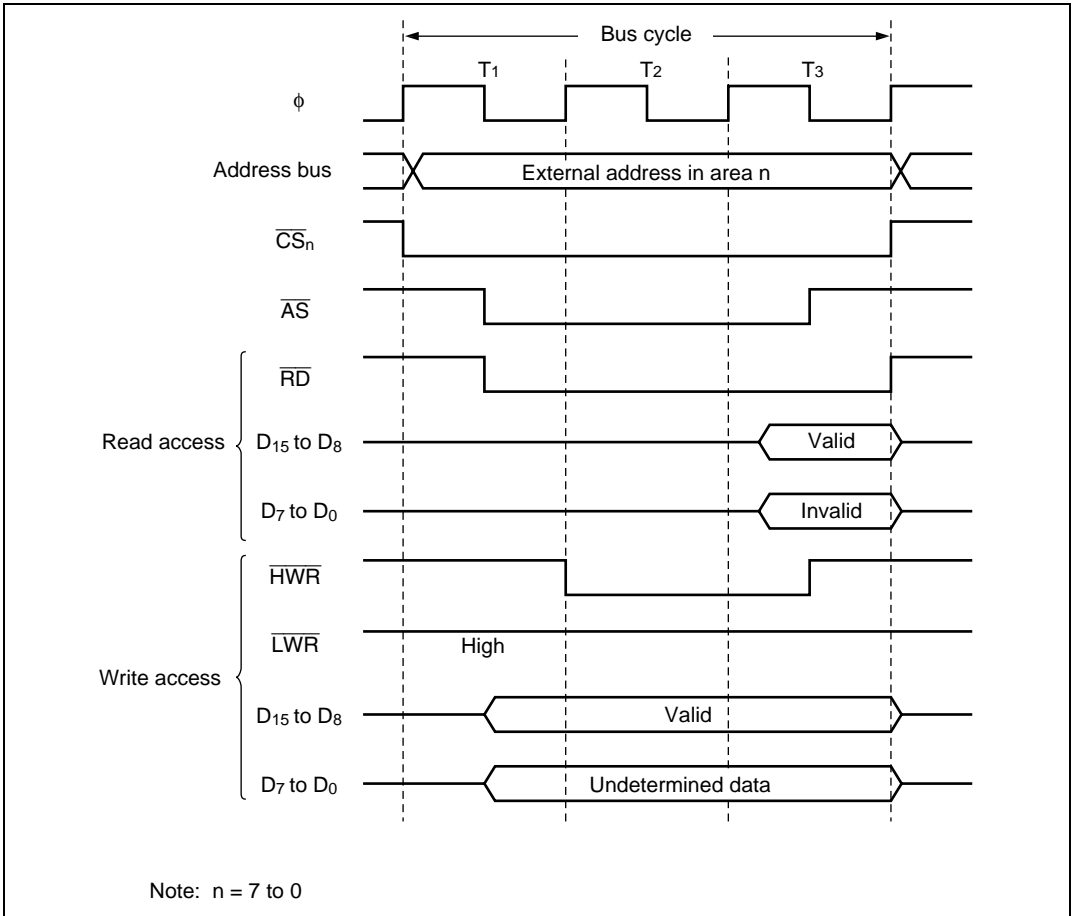 Bus cycle
T1 T2 T3
φ
Address bus External address in area n
CSn
AS
Read access
RD
D15 to D8 Valid
D7 to D0 Invalid
Write access
HWR
LWR High
D15 to D8 Valid
D7 to D0 Undetermined data
Note: n = 7 to 0